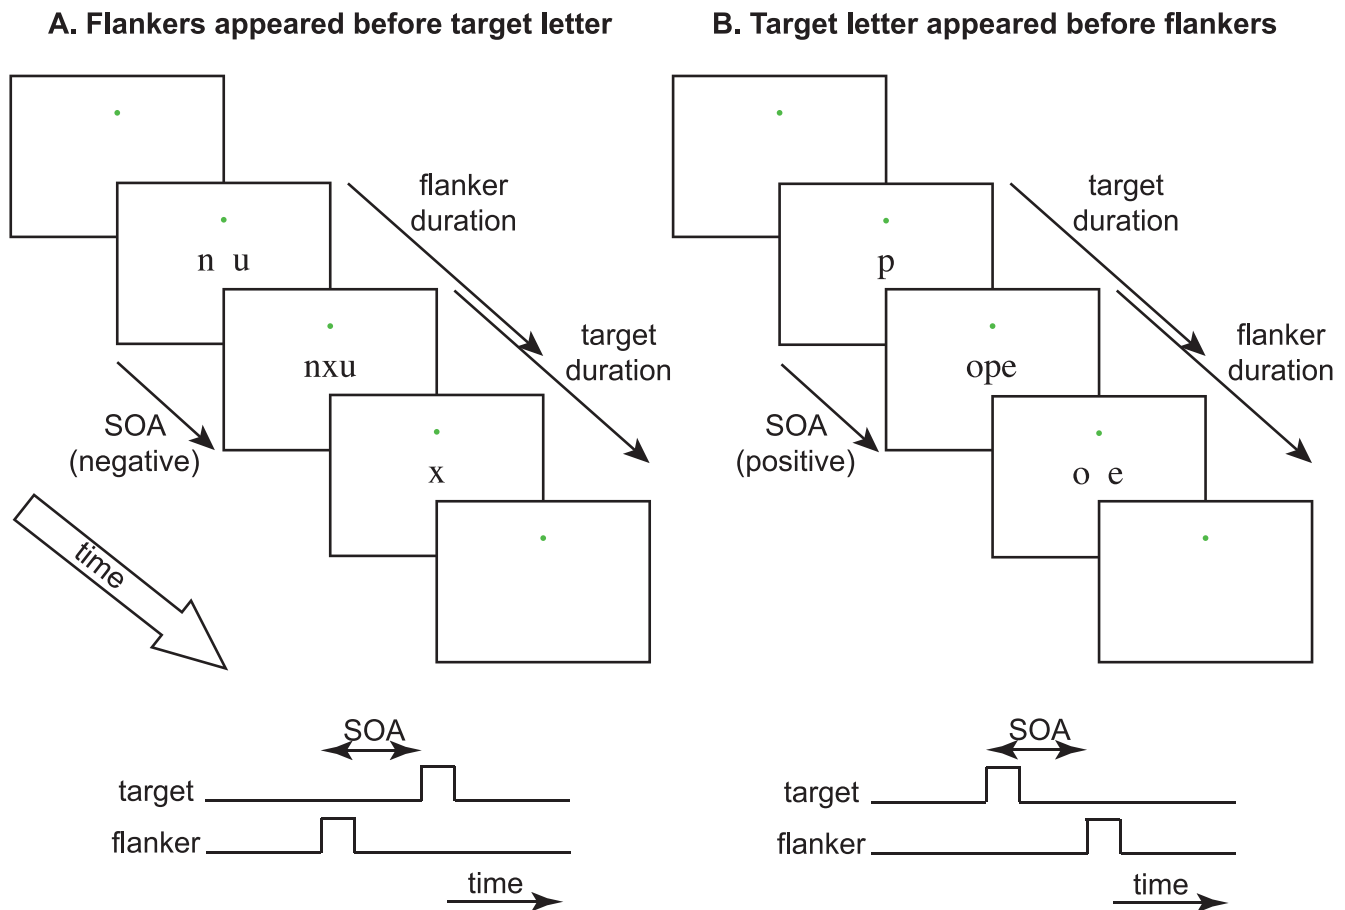 A. Flankers appeared before target letter
flanker
duration
n u
target
duration
nxu
SOA
(negative)
x
time
SOA
target
flanker
time
B. Target letter appeared before flankers
target
duration
p
flanker
duration
ope
SOA
(positive)
o e
SOA
target
flanker
time